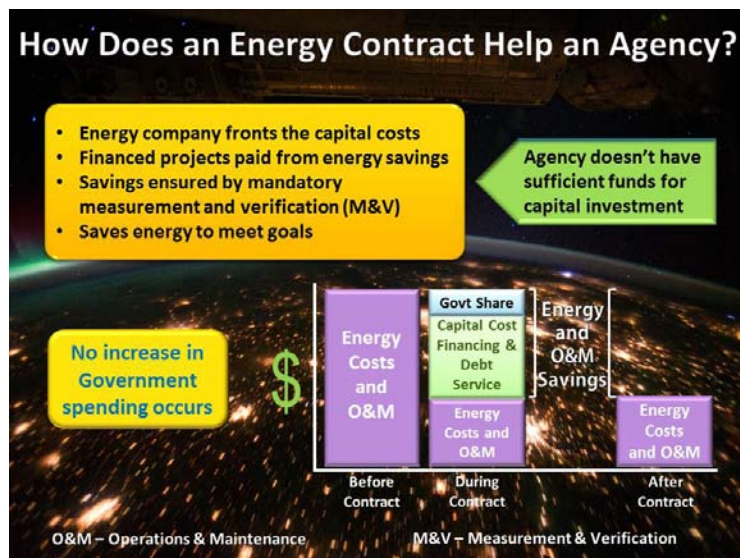 How Does an Energy Contract Help an Agency?
• Energy company fronts the capital costs
• Financed projects paid from energy savings
• Savings ensured by mandatory
measurement and verification (M&V)
• Saves energy to meet goals
Agency doesn't have
sufficient funds for
capital investment
No increase in
Government
spending occurs
$
Energy
Costs
and
O&M
Govt Share
Capital Cost
Financing &
Debt
Service
Energy
Costs and
O&M
Energy
and
O&M
Savings
Energy
Costs
and O&M
Before
Contract
During
Contract
After
Contract
O&M – Operations & Maintenance
M&V – Measurement & Verification